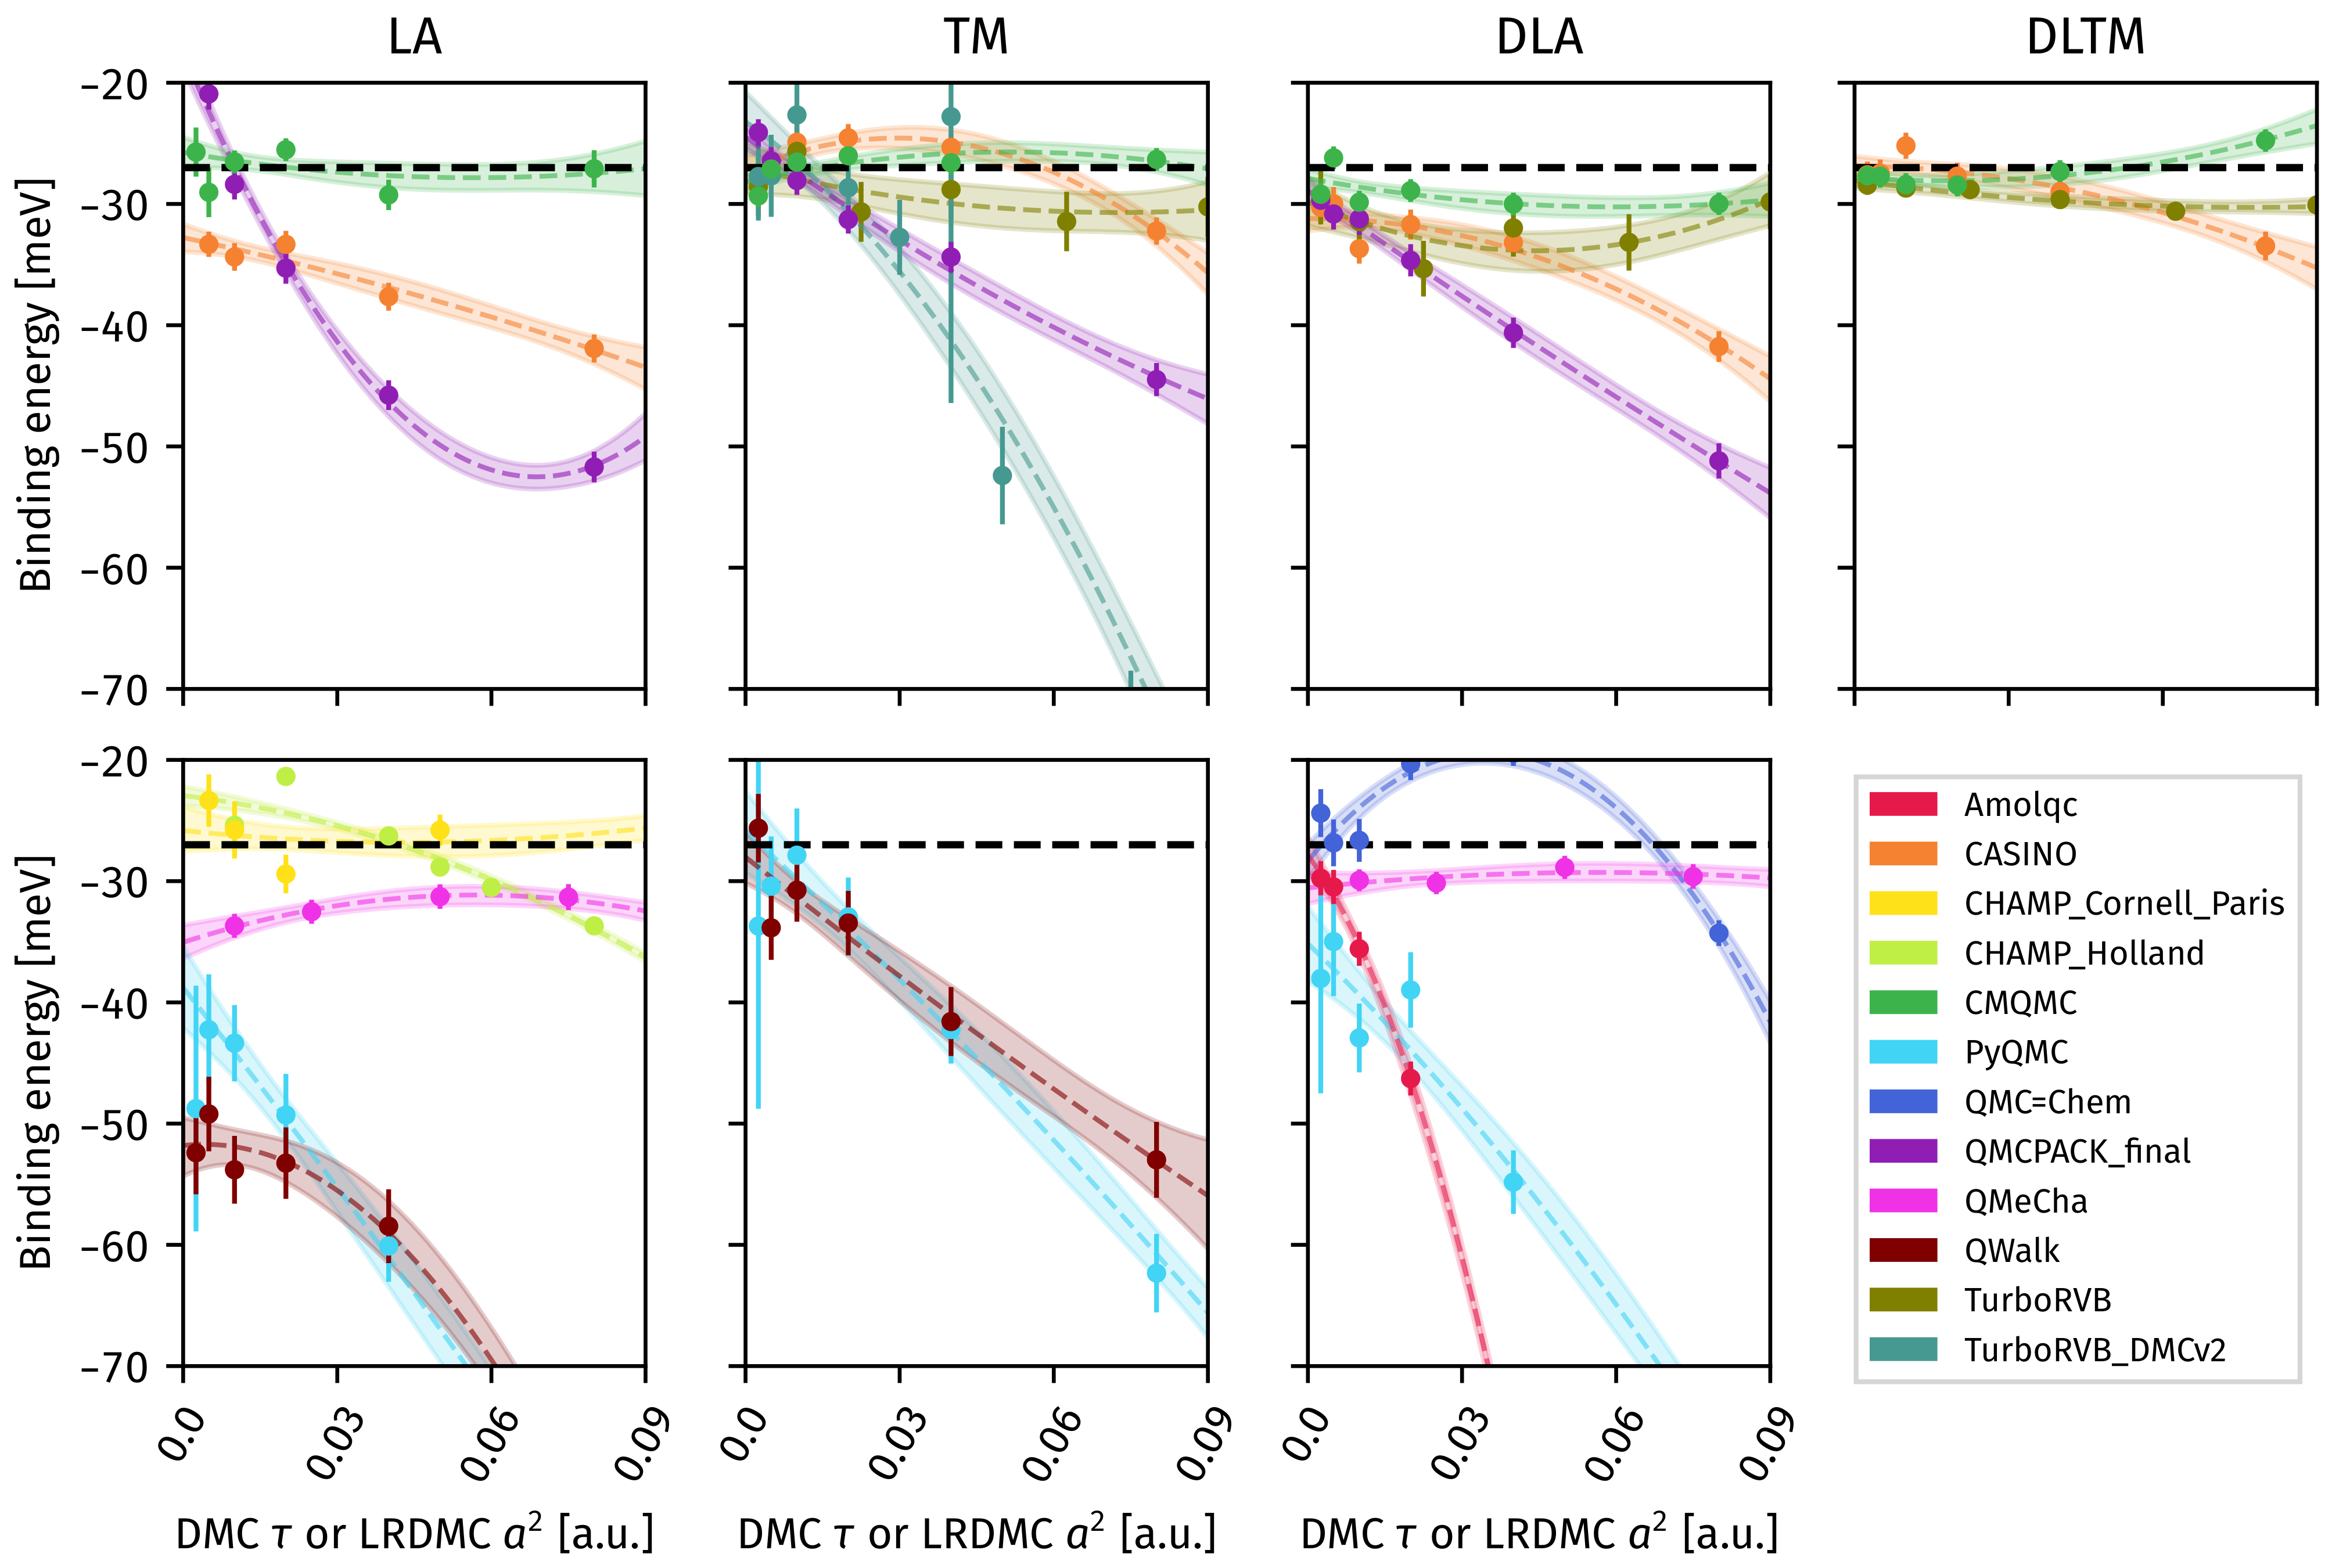 LA TM DLA DLTM
Binding energy [meV]
−20
−30
−40
−50
−60
−70
Binding energy [meV]
−20
−30
−40
−50
−60
−70
0.0 0.03 0.06 0.09 0.0 0.03 0.06 0.09 0.0 0.03 0.06 0.09
DMC τ or LRDMC a² [a.u.] DMC τ or LRDMC a² [a.u.] DMC τ or LRDMC a² [a.u.]
Amolqc
CASINO
CHAMP_Cornell_Paris
CHAMP_Holland
CMQMC
PyQMC
QMC=Chem
QMCPACK_final
QMeCha
QWalk
TurboRVB
TurboRVB_DMCv2